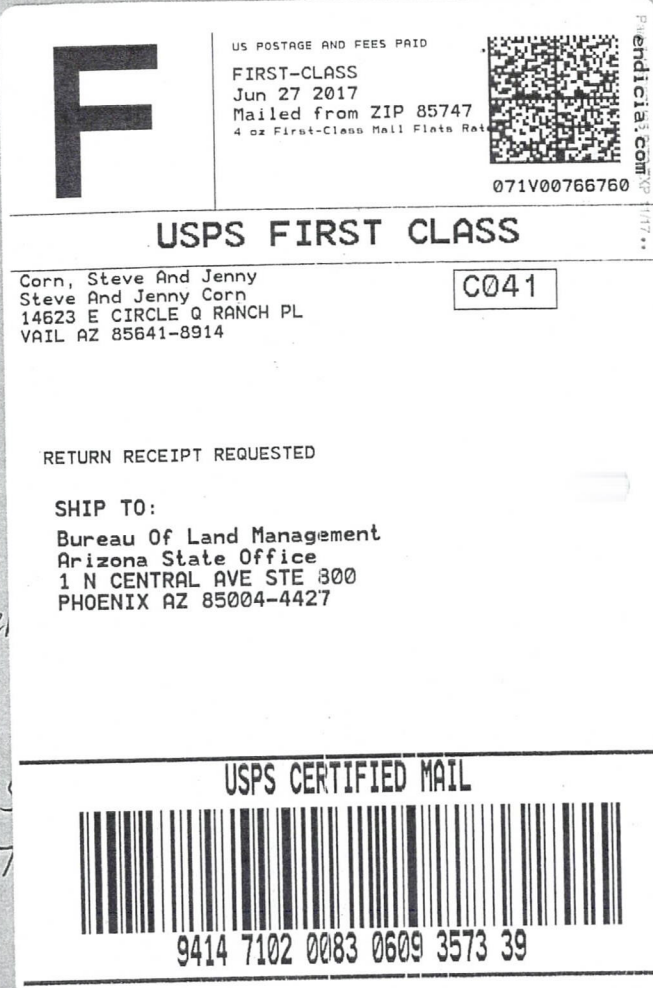 F
US POSTAGE AND FEES PAID
FIRST-CLASS
Jun 27 2017
Mailed from ZIP 85747
4 oz First-Class Mail Flats Rate
071V00766760
endicia.com
USPS FIRST CLASS
Corn, Steve And Jenny
Steve And Jenny Corn
14623 E CIRCLE Q RANCH PL
VAIL AZ 85641-8914
C041
RETURN RECEIPT REQUESTED
SHIP TO:
Bureau Of Land Management
Arizona State Office
1 N CENTRAL AVE STE 800
PHOENIX AZ 85004-4427
USPS CERTIFIED MAIL
9414 7102 0083 0609 3573 39